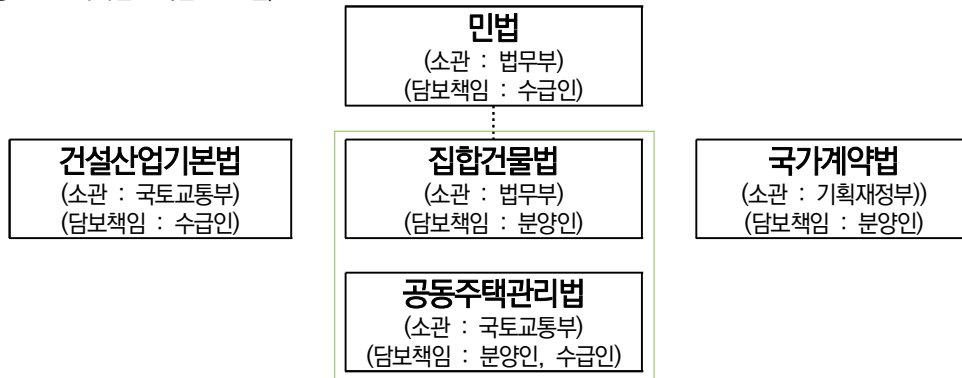 민법
(소관 : 법무부)
(담보책임 : 수급인)
건설산업기본법
(소관 : 국토교통부)
(담보책임 : 수급인)
집합건물법
(소관 : 법무부)
(담보책임 : 분양인)
국가계약법
(소관 : 기획재정부))
(담보책임 : 분양인)
공동주택관리법
(소관 : 국토교통부)
(담보책임 : 분양인, 수급인)